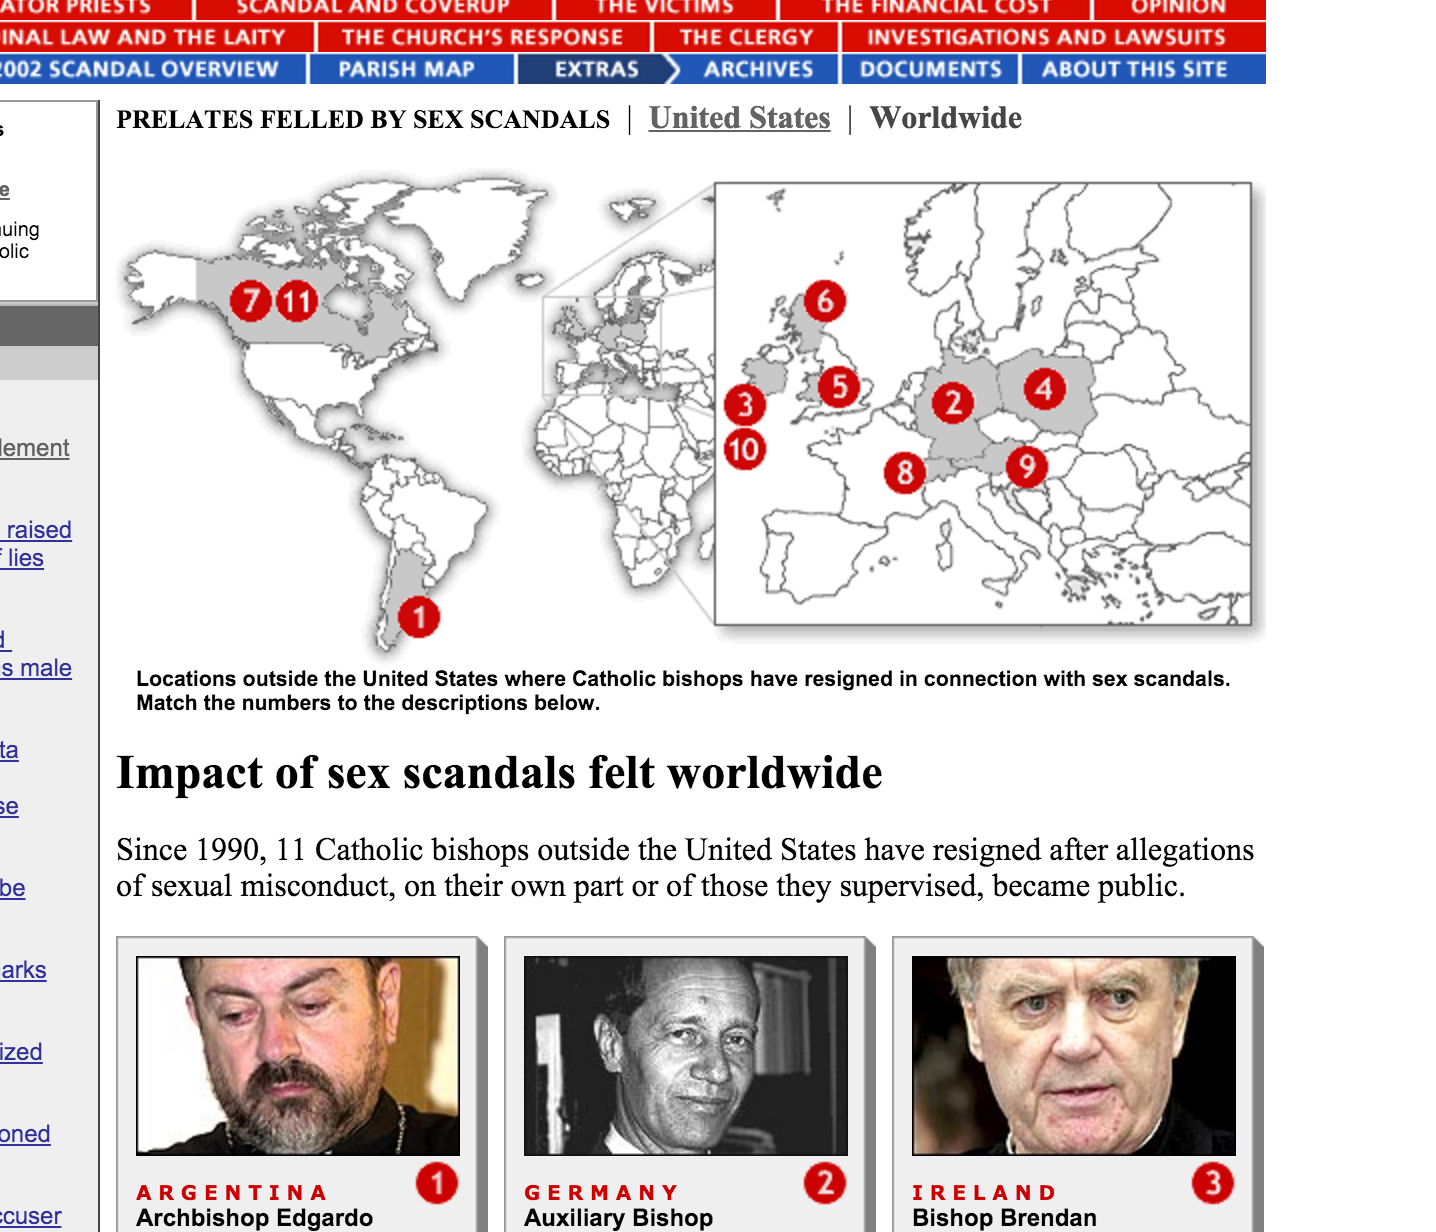 ATOR PRIESTS SCANDAL AND COVERUP THE VICTIMS THE FINANCIAL COST OPINION
INAL LAW AND THE LAITY THE CHURCH'S RESPONSE THE CLERGY INVESTIGATIONS AND LAWSUITS
2002 SCANDAL OVERVIEW PARISH MAP EXTRAS ARCHIVES DOCUMENTS ABOUT THIS SITE
s
e
uing
olic
lement
raised
f lies
d
s male
ta
se
be
arks
ized
oned
ccuser
PRELATES FELLED BY SEX SCANDALS | United States | Worldwide
7 11
1
6
5
3
10
2
4
8
9
Locations outside the United States where Catholic bishops have resigned in connection with sex scandals.
Match the numbers to the descriptions below.
Impact of sex scandals felt worldwide
Since 1990, 11 Catholic bishops outside the United States have resigned after allegations
of sexual misconduct, on their own part or of those they supervised, became public.
1
ARGENTINA
Archbishop Edgardo
2
GERMANY
Auxiliary Bishop
3
IRELAND
Bishop Brendan